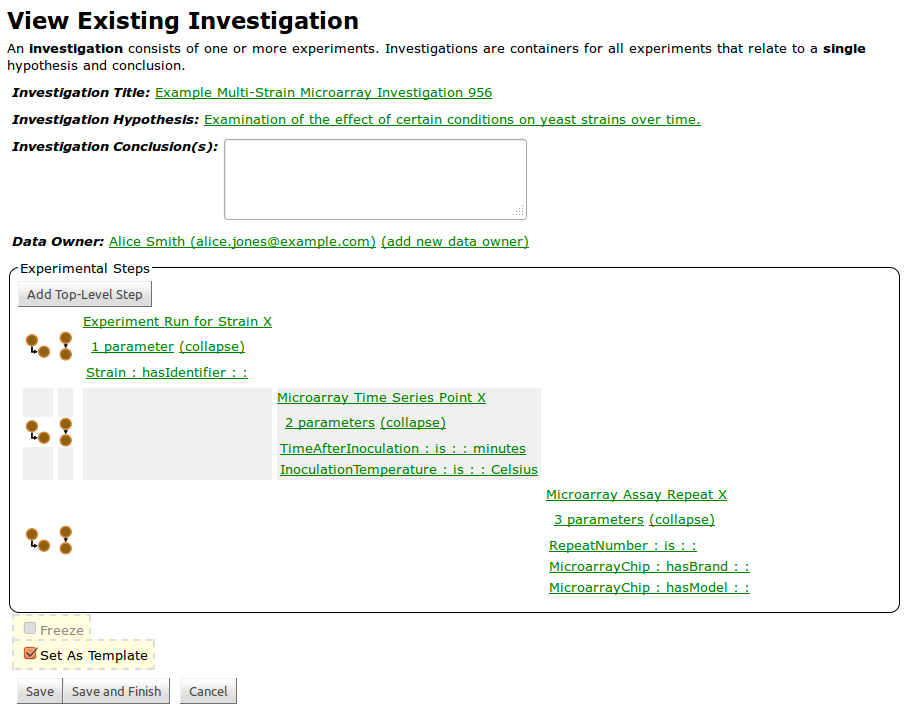 View Existing Investigation
An investigation consists of one or more experiments. Investigations are containers for all experiments that relate to a single
hypothesis and conclusion.
Investigation Title: Example Multi-Strain Microarray Investigation 956
Investigation Hypothesis: Examination of the effect of certain conditions on yeast strains over time.
Investigation Conclusion(s):
Data Owner: Alice Smith (alice.jones@example.com) (add new data owner)
Experimental Steps
Add Top-Level Step
Experiment Run for Strain X
1 parameter (collapse)
Strain : hasIdentifier : :
Microarray Time Series Point X
2 parameters (collapse)
TimeAfterInoculation : is : : minutes
InoculationTemperature : is : : Celsius
Microarray Assay Repeat X
3 parameters (collapse)
RepeatNumber : is : :
MicroarrayChip : hasBrand : :
MicroarrayChip : hasModel : :
Freeze
Set As Template
Save Save and Finish Cancel